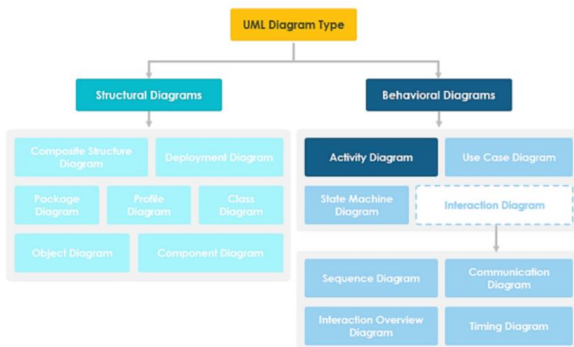 UML Diagram Type
Structural Diagrams
Behavioral Diagrams
Composite Structure
Diagram
Deployment Diagram
Package
Diagram
Profile
Diagram
Class
Diagram
Object Diagram
Component Diagram
Activity Diagram
Use Case Diagram
State Machine
Diagram
Interaction Diagram
Sequence Diagram
Communication
Diagram
Interaction Overview
Diagram
Timing Diagram